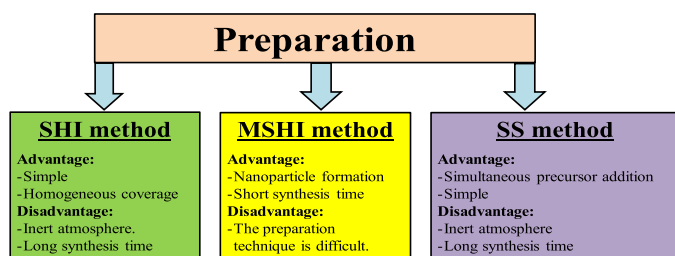 Preparation
SHI method
Advantage:
-Simple
-Homogeneous coverage
Disadvantage:
-Inert atmosphere.
-Long synthesis time
MSHI method
Advantage:
-Nanoparticle formation
-Short synthesis time
Disadvantage:
-The preparation
technique is difficult.
SS method
Advantage:
-Simultaneous precursor addition
-Simple
Disadvantage:
-Inert atmosphere
-Long synthesis time